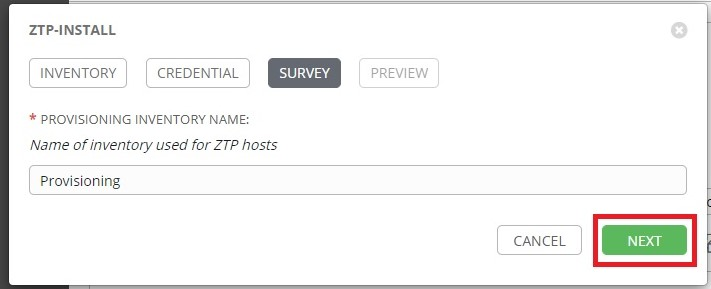 ZTP-INSTALL
INVENTORY CREDENTIAL SURVEY PREVIEW
* PROVISIONING INVENTORY NAME:
Name of inventory used for ZTP hosts
Provisioning
CANCEL NEXT